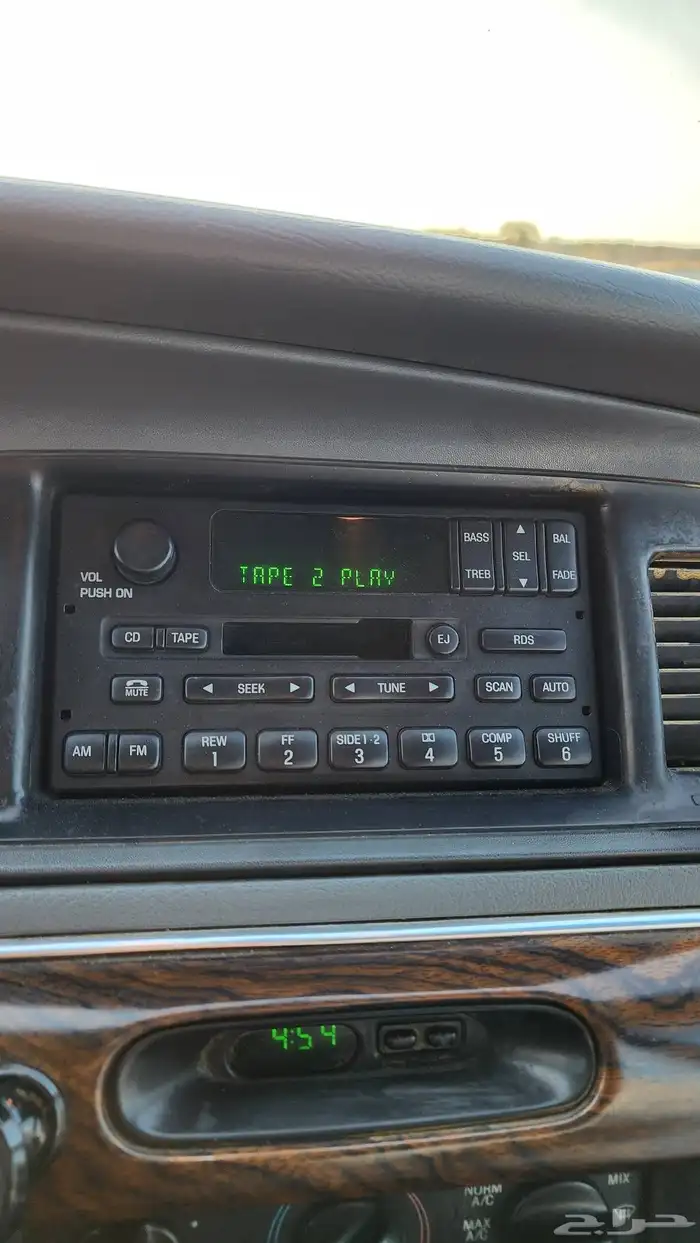 BASS
TREB
▲
SEL
▼
BAL
FADE
TAPE 2 PLAY
VOL
PUSH ON
CD
TAPE
EJ
RDS
MUTE
◄ SEEK ►
◄ TUNE ►
SCAN
AUTO
AM
FM
REW
1
FF
2
SIDE 1·2
3
4
COMP
5
SHUFF
6
4:54
NORM
A/C
MAX
A/C
MIX
حراج